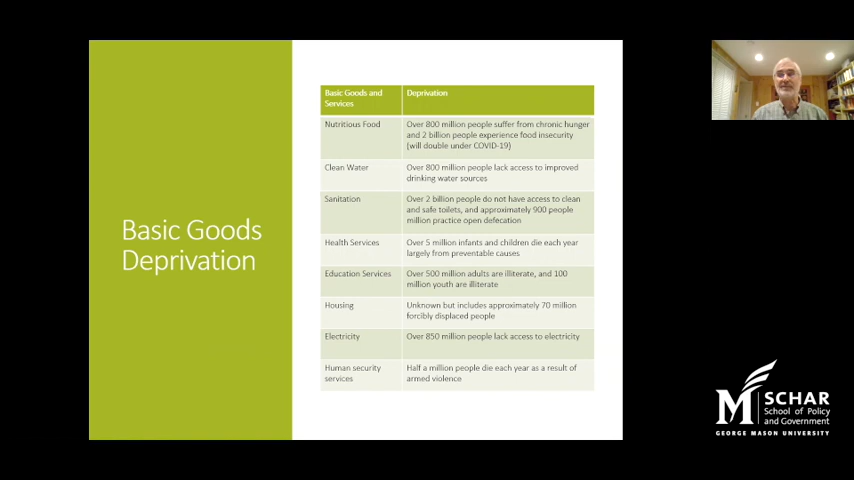 Basic Goods
Deprivation
Basic Goods and
Services
Deprivation
Nutritious Food
Over 800 million people suffer from chronic hunger
and 2 billion people experience food insecurity
(will double under COVID-19)
Clean Water
Over 800 million people lack access to improved
drinking water sources
Sanitation
Over 2 billion people do not have access to clean
and safe toilets, and approximately 900 people
million practice open defecation
Health Services
Over 5 million infants and children die each year
largely from preventable causes
Education Services
Over 500 million adults are illiterate, and 100
million youth are illiterate
Housing
Unknown but includes approximately 70 million
forcibly displaced people
Electricity
Over 850 million people lack access to electricity
Human security
services
Half a million people die each year as a result of
armed violence
M
SCHAR
School of Policy
and Government
GEORGE MASON UNIVERSITY